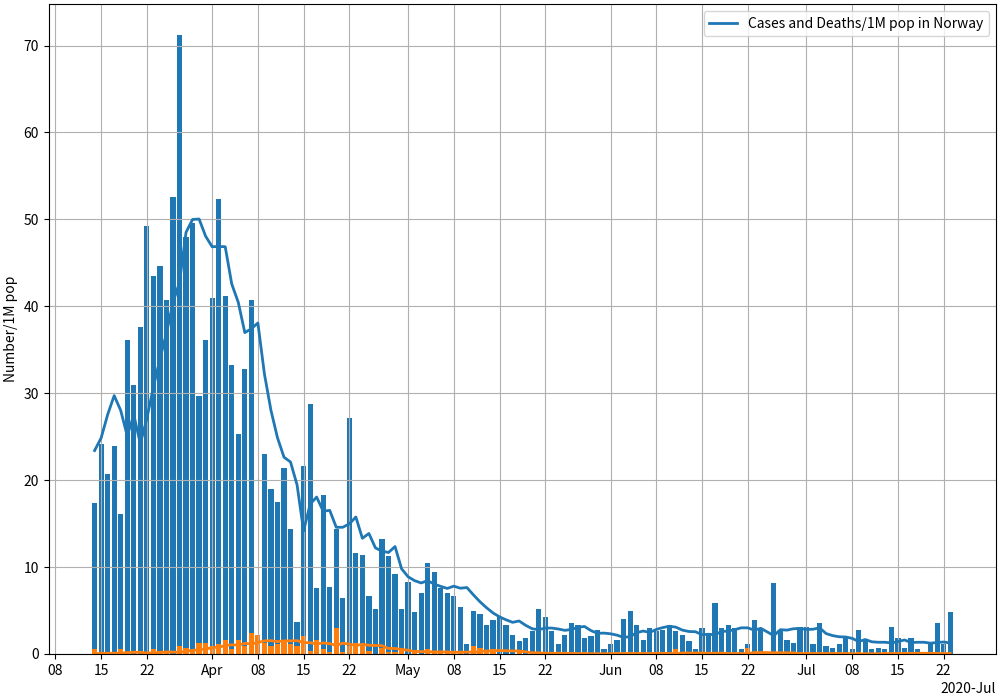 Cases and Deaths/1M pop in Norway
Number/1M pop
70
60
50
40
30
20
10
0
08 15 22 Apr 08 15 22 May 08 15 22 Jun 08 15 22 Jul 08 15 22
2020-Jul